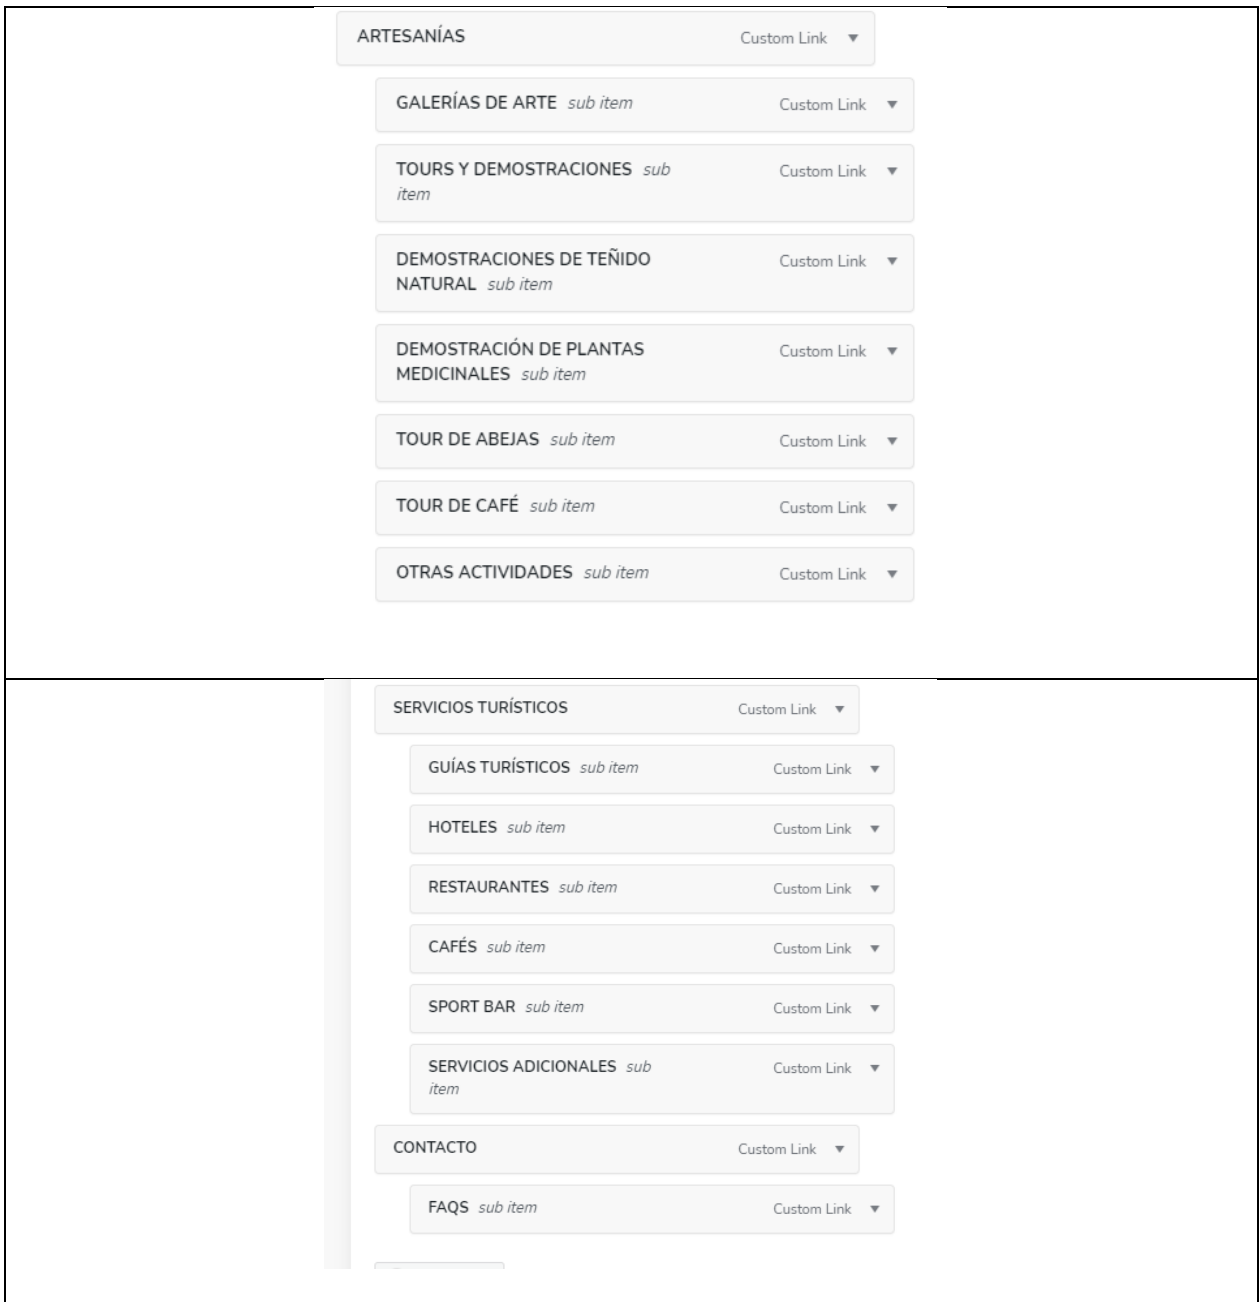 ARTESANÍAS Custom Link
GALERÍAS DE ARTE sub item Custom Link
TOURS Y DEMOSTRACIONES sub Custom Link
item
DEMOSTRACIONES DE TEÑIDO Custom Link
NATURAL sub item
DEMOSTRACIÓN DE PLANTAS Custom Link
MEDICINALES sub item
TOUR DE ABEJAS sub item Custom Link
TOUR DE CAFÉ sub item Custom Link
OTRAS ACTIVIDADES sub item Custom Link
SERVICIOS TURÍSTICOS Custom Link
GUÍAS TURÍSTICOS sub item Custom Link
HOTELES sub item Custom Link
RESTAURANTES sub item Custom Link
CAFÉS sub item Custom Link
SPORT BAR sub item Custom Link
SERVICIOS ADICIONALES sub Custom Link
item
CONTACTO Custom Link
FAQS sub item Custom Link